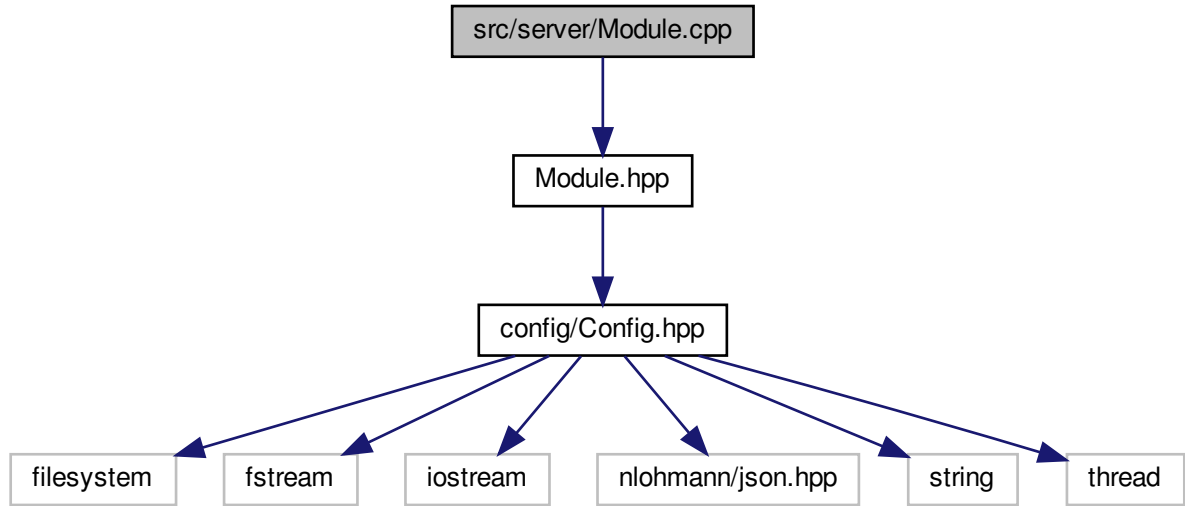 src/server/Module.cpp
Module.hpp
config/Config.hpp
filesystem
fstream
iostream
nlohmann/json.hpp
string
thread